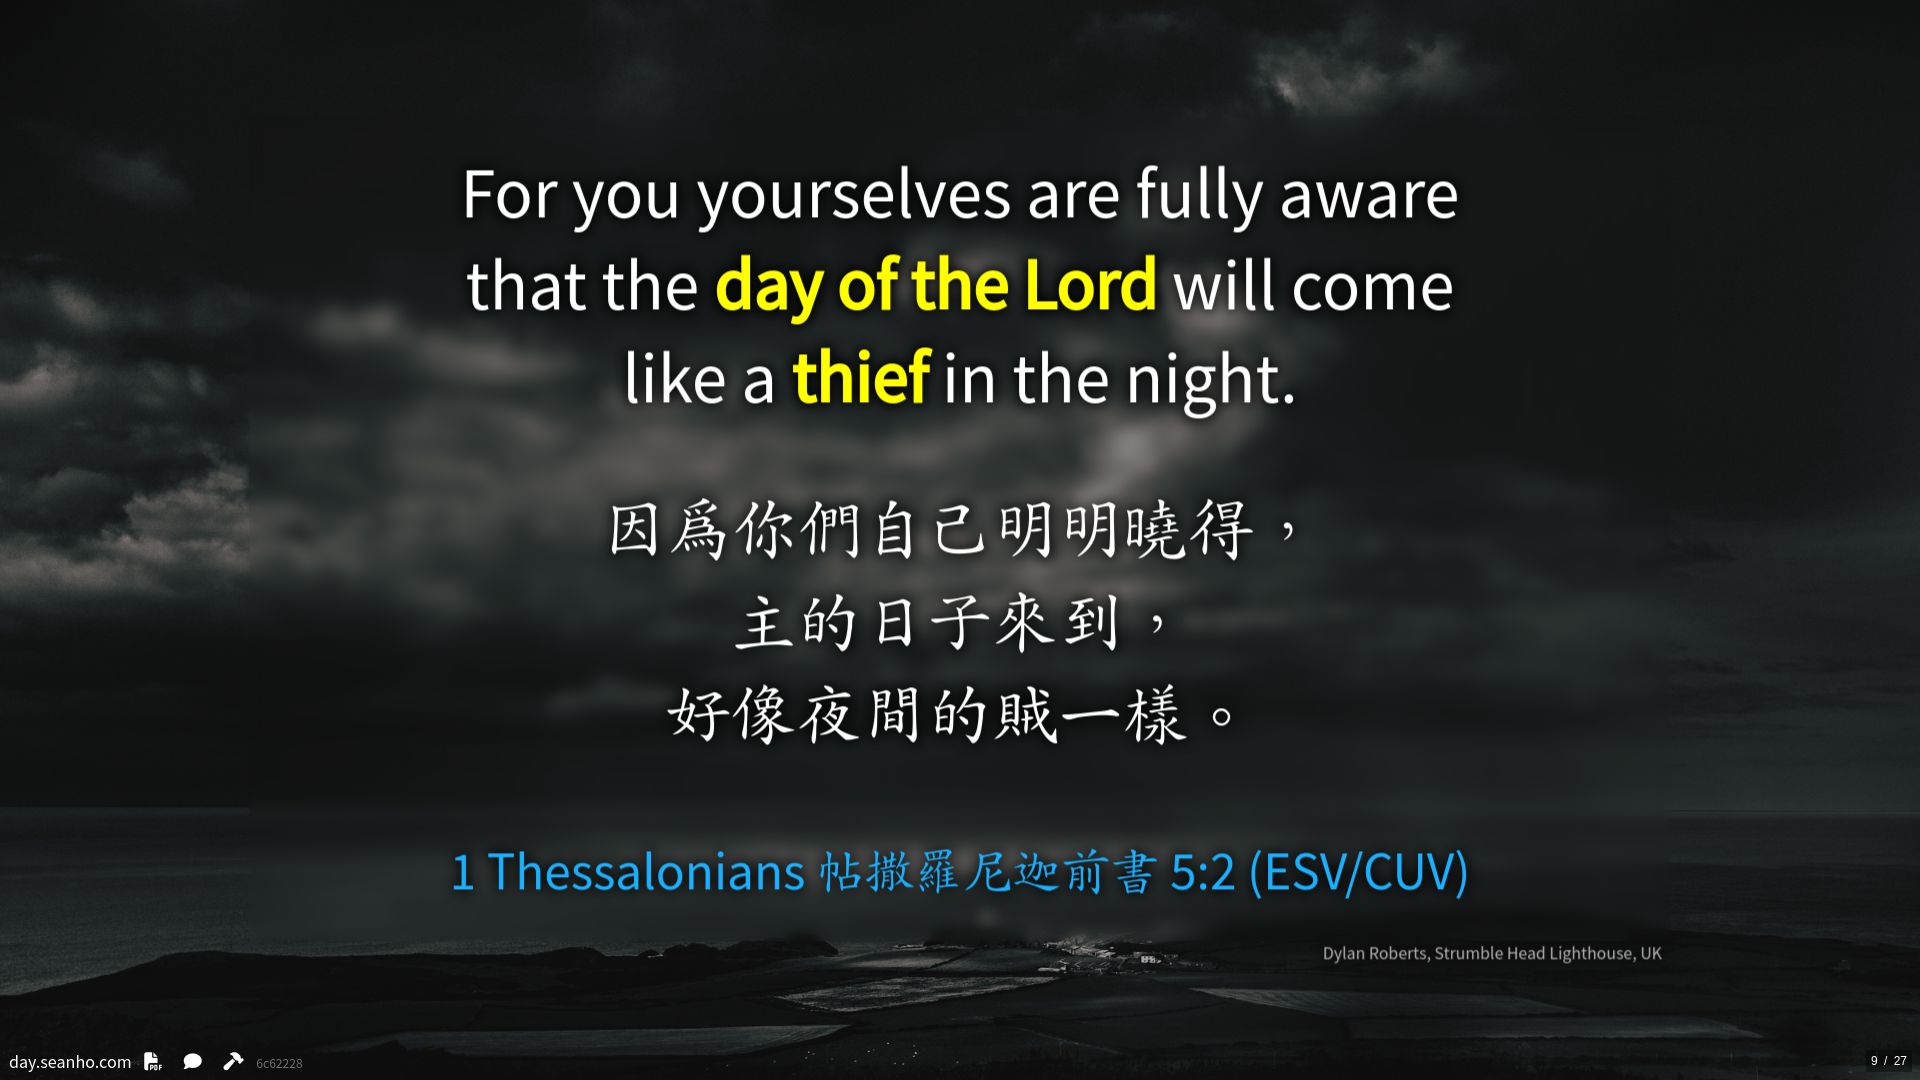 For you yourselves are fully aware
that the day of the Lord will come
like a thief in the night.
因爲你們自己明明曉得，
主的日子來到，
好像夜間的賊一樣。
1 Thessalonians 帖撒羅尼迦前書 5:2 (ESV/CUV)
Dylan Roberts, Strumble Head Lighthouse, UK
day.seanho.com PDF 6c62228
9 / 27